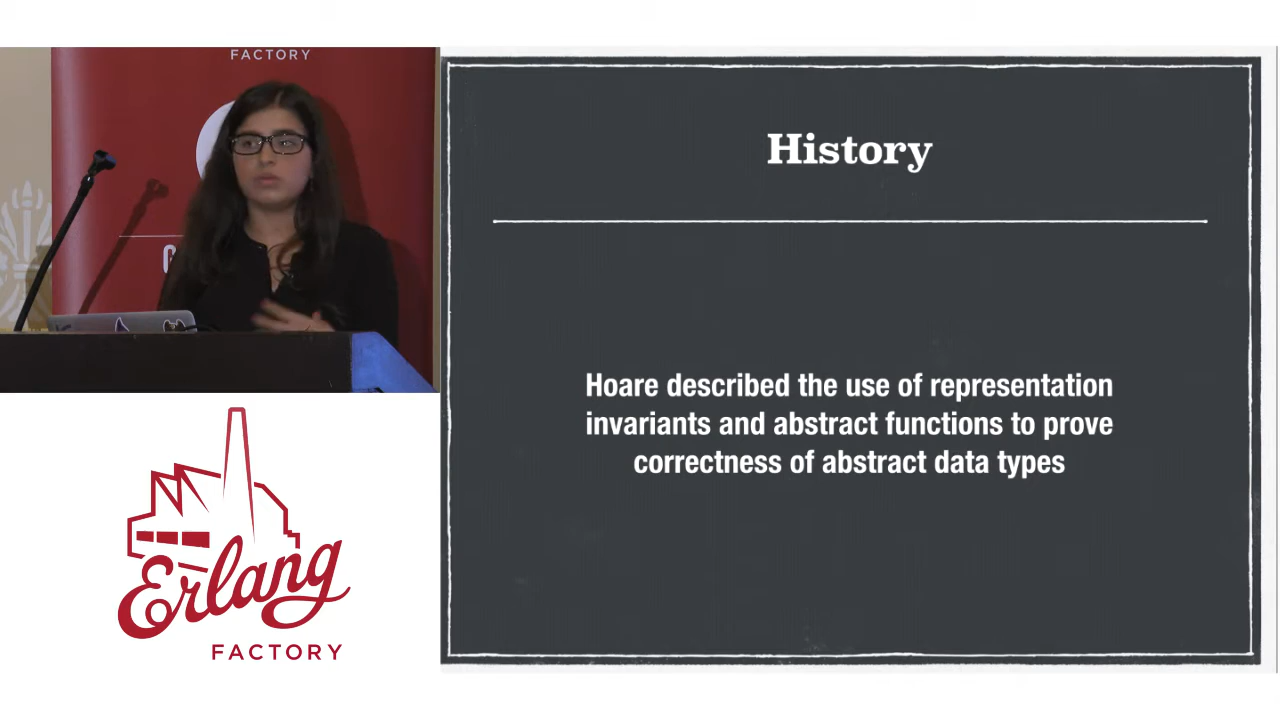 FACTORY
History
Hoare described the use of representation
invariants and abstract functions to prove
correctness of abstract data types
Erlang
FACTORY